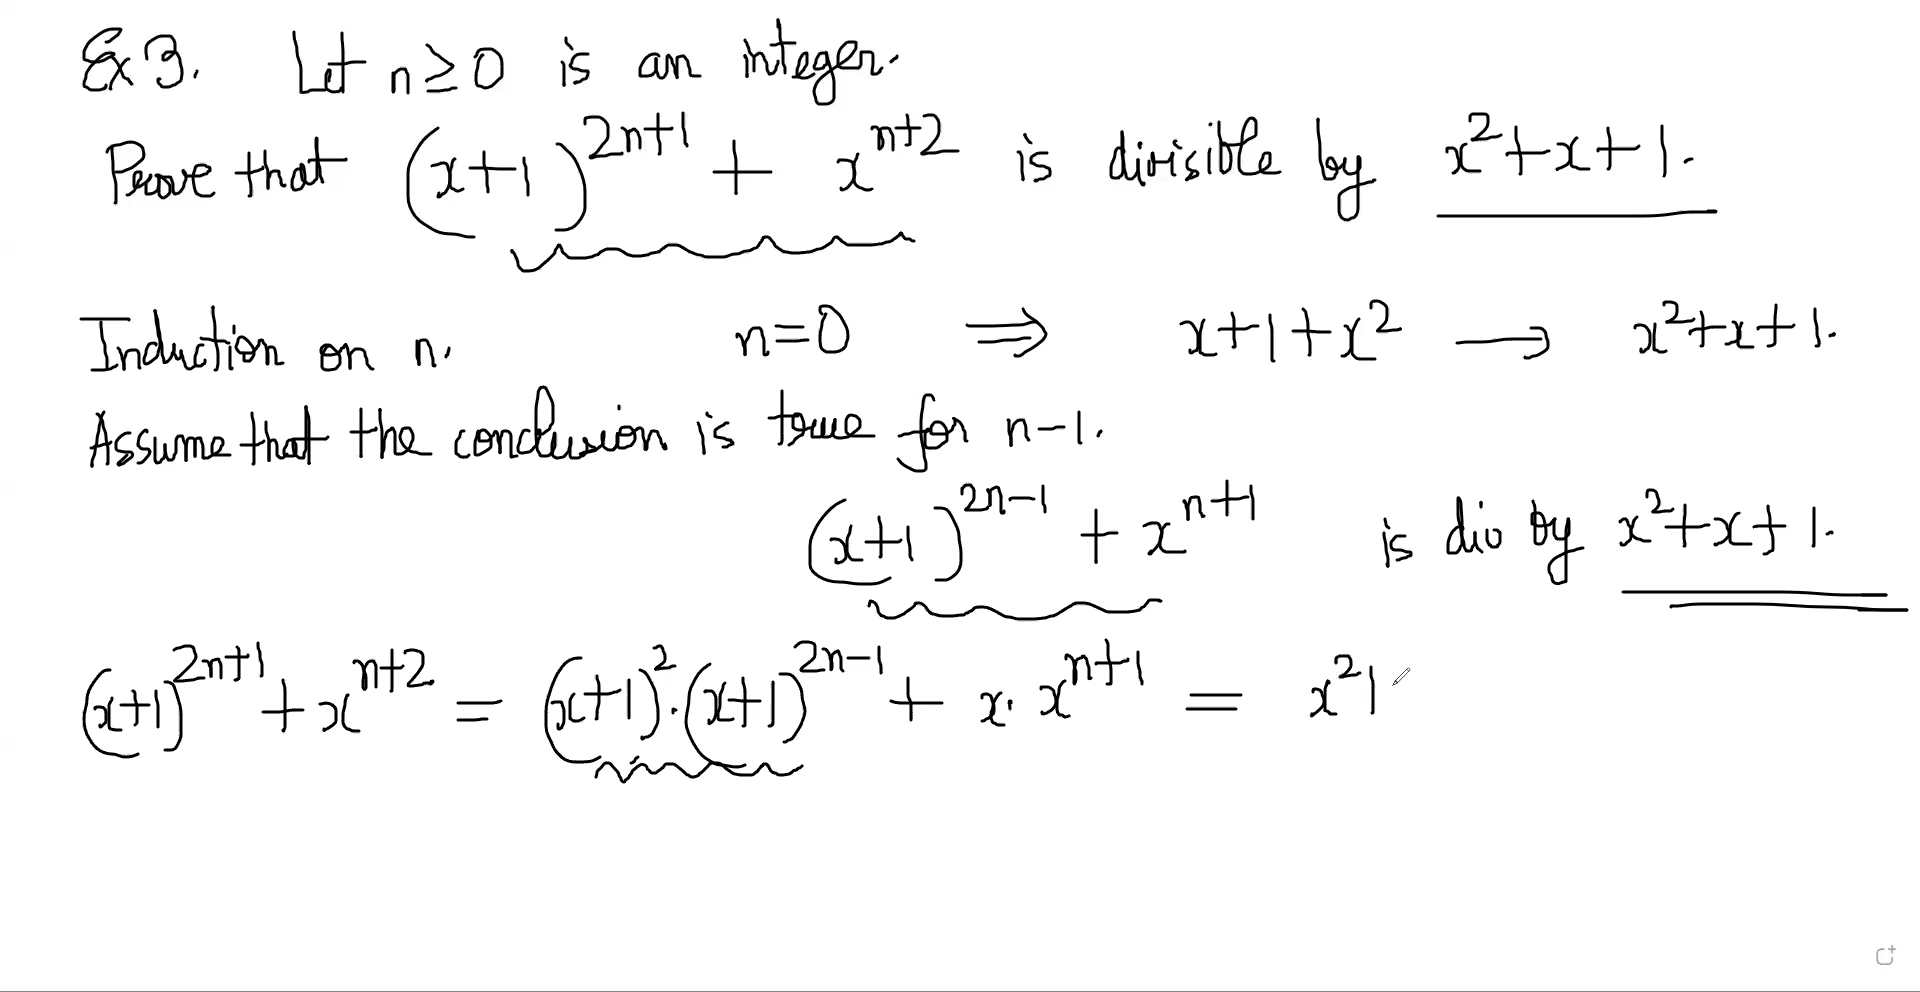 Ex 3. Let n ≥ 0 is an integer.
Prove that (x+1)^{2n+1} + x^{n+2} is divisible by x^2+x+1.
Induction on n. n=0 ⟹ x+1+x^2 → x^2+x+1.
Assume that the conclusion is true for n-1.
(x+1)^{2n-1} + x^{n+1} is div by x^2+x+1.
(x+1)^{2n+1} + x^{n+2} = (x+1)^2 · (x+1)^{2n-1} + x · x^{n+1} = x^2 1